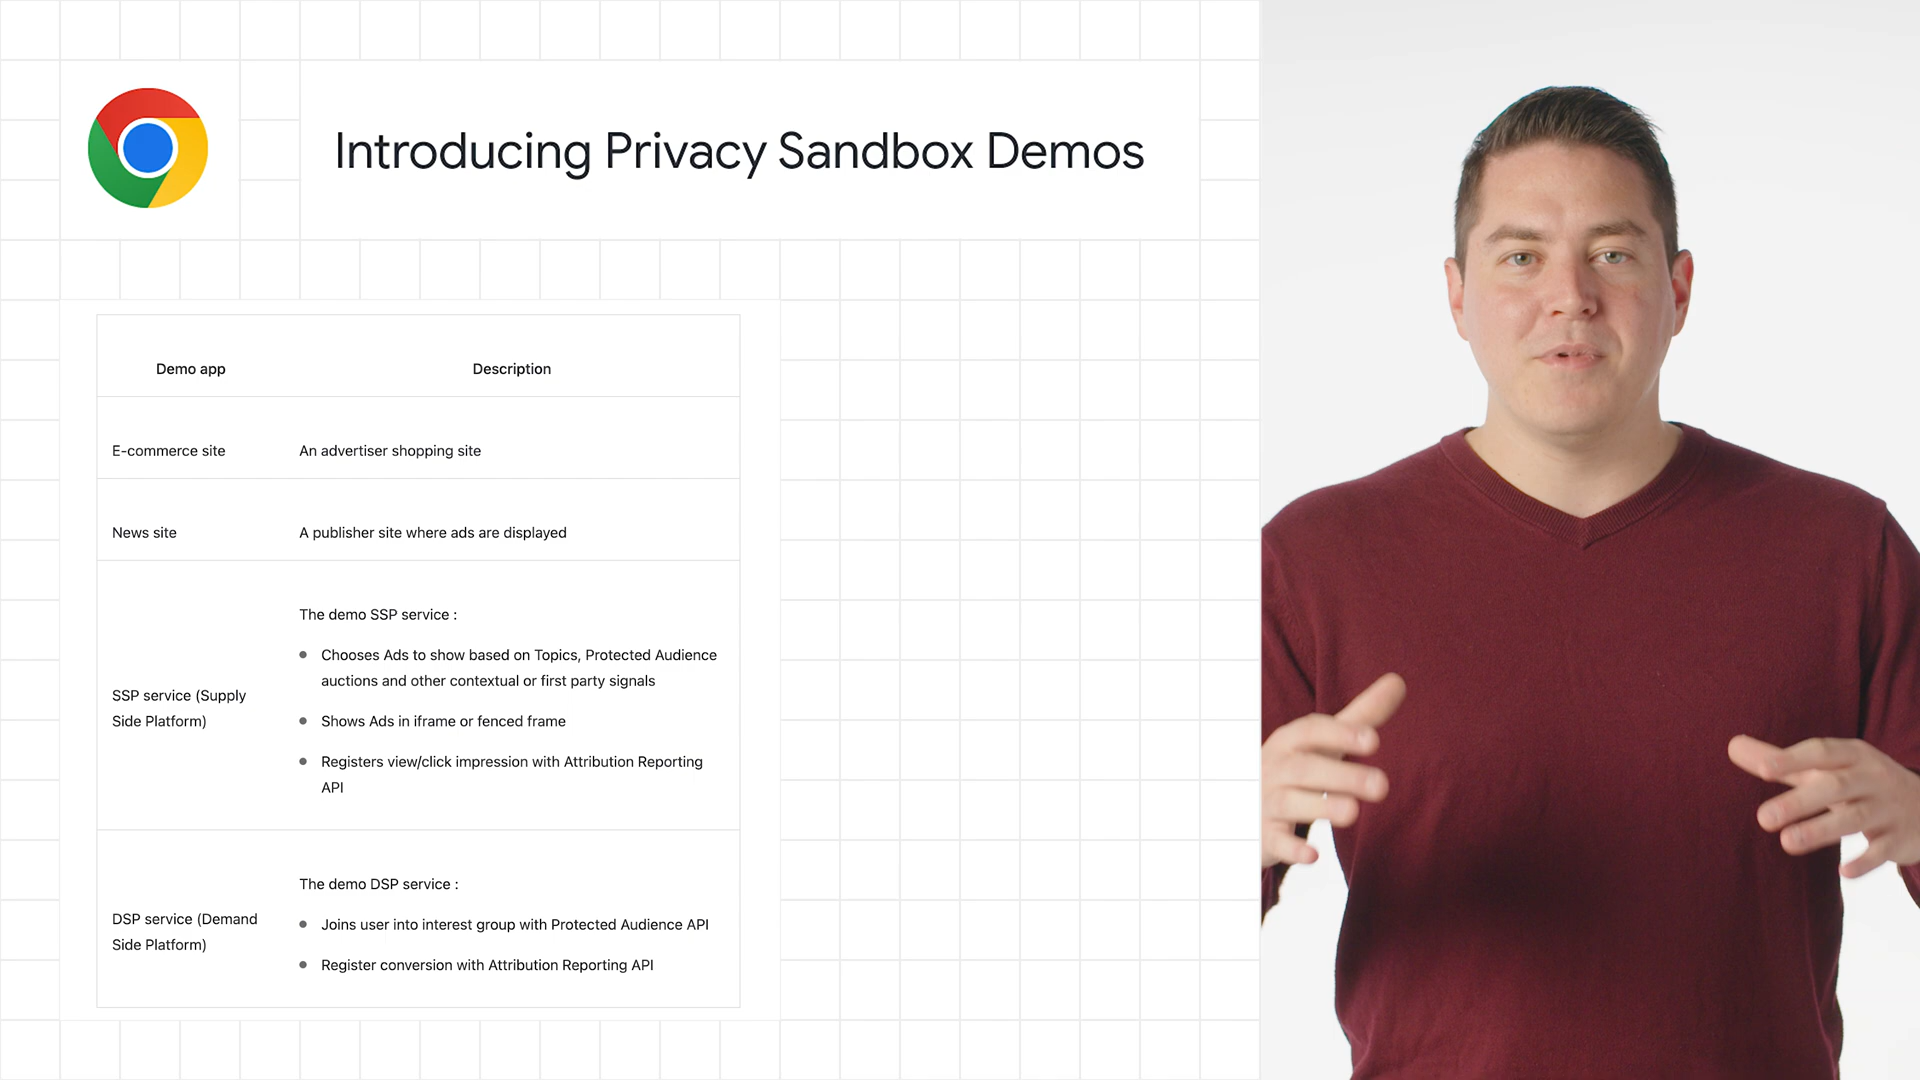 Introducing Privacy Sandbox Demos
Demo app
Description
E-commerce site
An advertiser shopping site
News site
A publisher site where ads are displayed
SSP service (Supply
Side Platform)
The demo SSP service :
Chooses Ads to show based on Topics, Protected Audience
auctions and other contextual or first party signals
Shows Ads in iframe or fenced frame
Registers view/click impression with Attribution Reporting
API
DSP service (Demand
Side Platform)
The demo DSP service :
Joins user into interest group with Protected Audience API
Register conversion with Attribution Reporting API